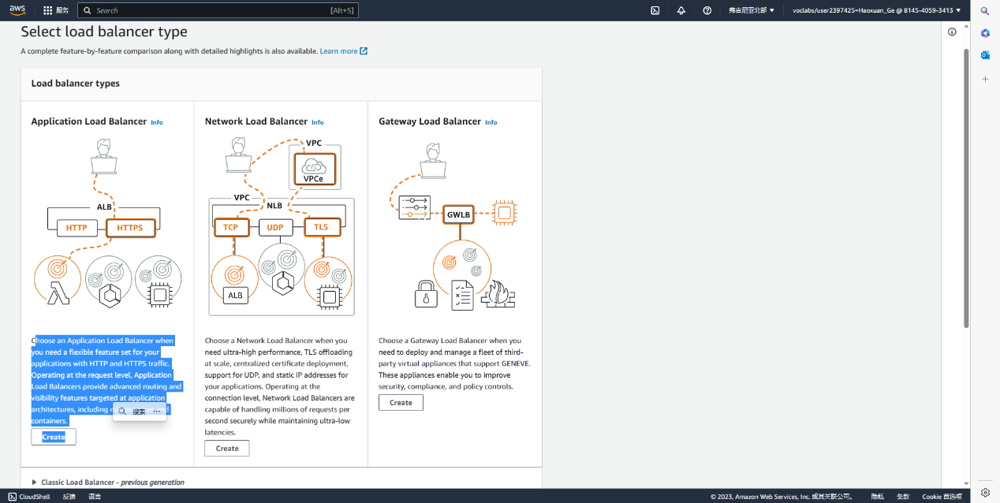 aws 服务 Search [Alt+S] 弗吉尼亚北部 voclabs/user2397425=Haoxuan_Ge @ 8145-4059-3413
Select load balancer type
A complete feature-by-feature comparison along with detailed highlights is also available. Learn more
Load balancer types
Application Load Balancer Info
ALB
HTTP HTTPS
Choose an Application Load Balancer when
you need a flexible feature set for your
applications with HTTP and HTTPS traffic.
Operating at the request level, Application
Load Balancers provide advanced routing and
visibility features targeted at application
architectures, including and
containers.
搜索 ...
Create
Network Load Balancer Info
VPC
VPCe
VPC
NLB
TCP UDP TLS
ALB
Choose a Network Load Balancer when you
need ultra-high performance, TLS offloading
at scale, centralized certificate deployment,
support for UDP, and static IP addresses for
your applications. Operating at the
connection level, Network Load Balancers are
capable of handling millions of requests per
second securely while maintaining ultra-low
latencies.
Create
Gateway Load Balancer Info
GWLB
Choose a Gateway Load Balancer when you
need to deploy and manage a fleet of third-
party virtual appliances that support GENEVE.
These appliances enable you to improve
security, compliance, and policy controls.
Create
Classic Load Balancer - previous generation
CloudShell 反馈 语言 © 2023, Amazon Web Services, Inc. 或其关联公司。 隐私 条款 Cookie 首选项